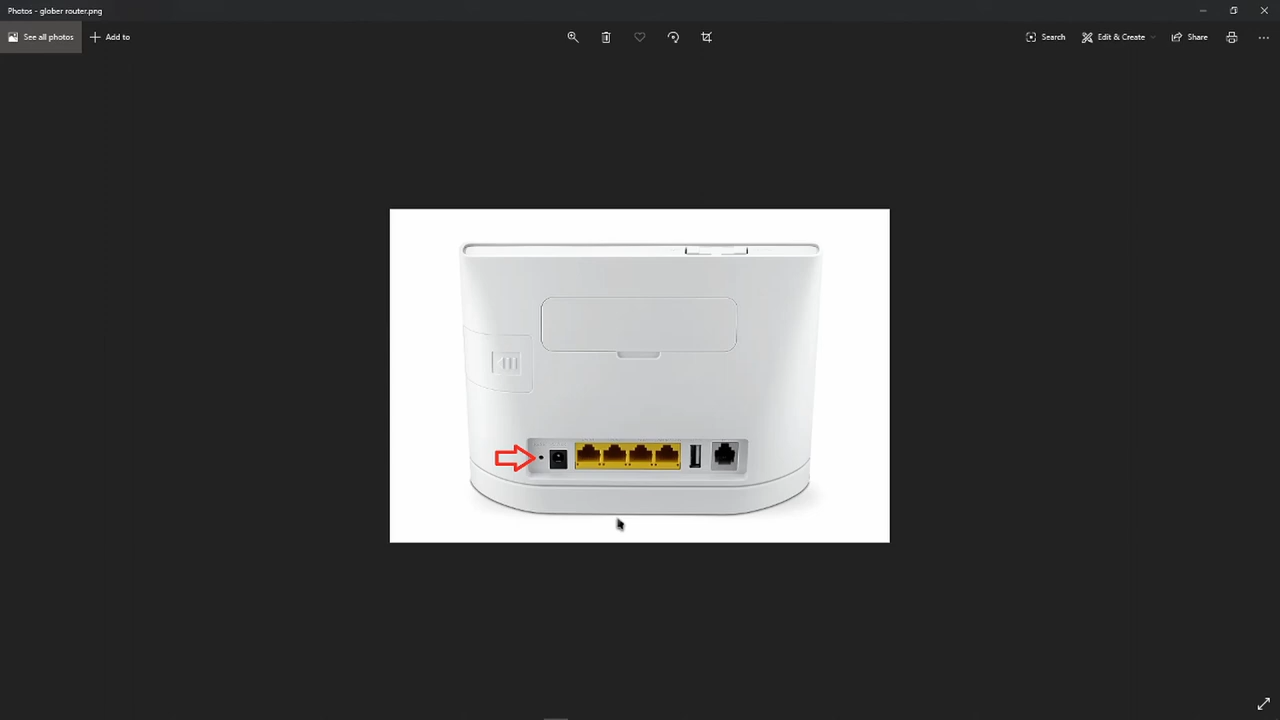 Photos - glober router.png
See all photos
Add to
Search
Edit & Create
Share